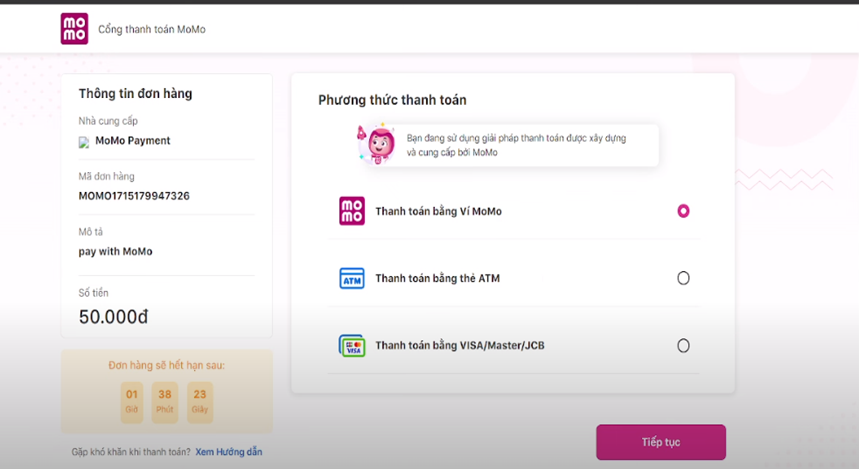 mo
mo
Cổng thanh toán MoMo
Thông tin đơn hàng
Nhà cung cấp
MoMo Payment
Mã đơn hàng
MOMO1715179947326
Mô tả
pay with MoMo
Số tiền
50.000đ
Đơn hàng sẽ hết hạn sau:
01 38 23
Giờ Phút Giây
Gặp khó khăn khi thanh toán? Xem Hướng dẫn
Phương thức thanh toán
Bạn đang sử dụng giải pháp thanh toán được xây dựng
và cung cấp bởi MoMo
mo
mo
Thanh toán bằng Ví MoMo
ATM Thanh toán bằng thẻ ATM
VISA Thanh toán bằng VISA/Master/JCB
Tiếp tục